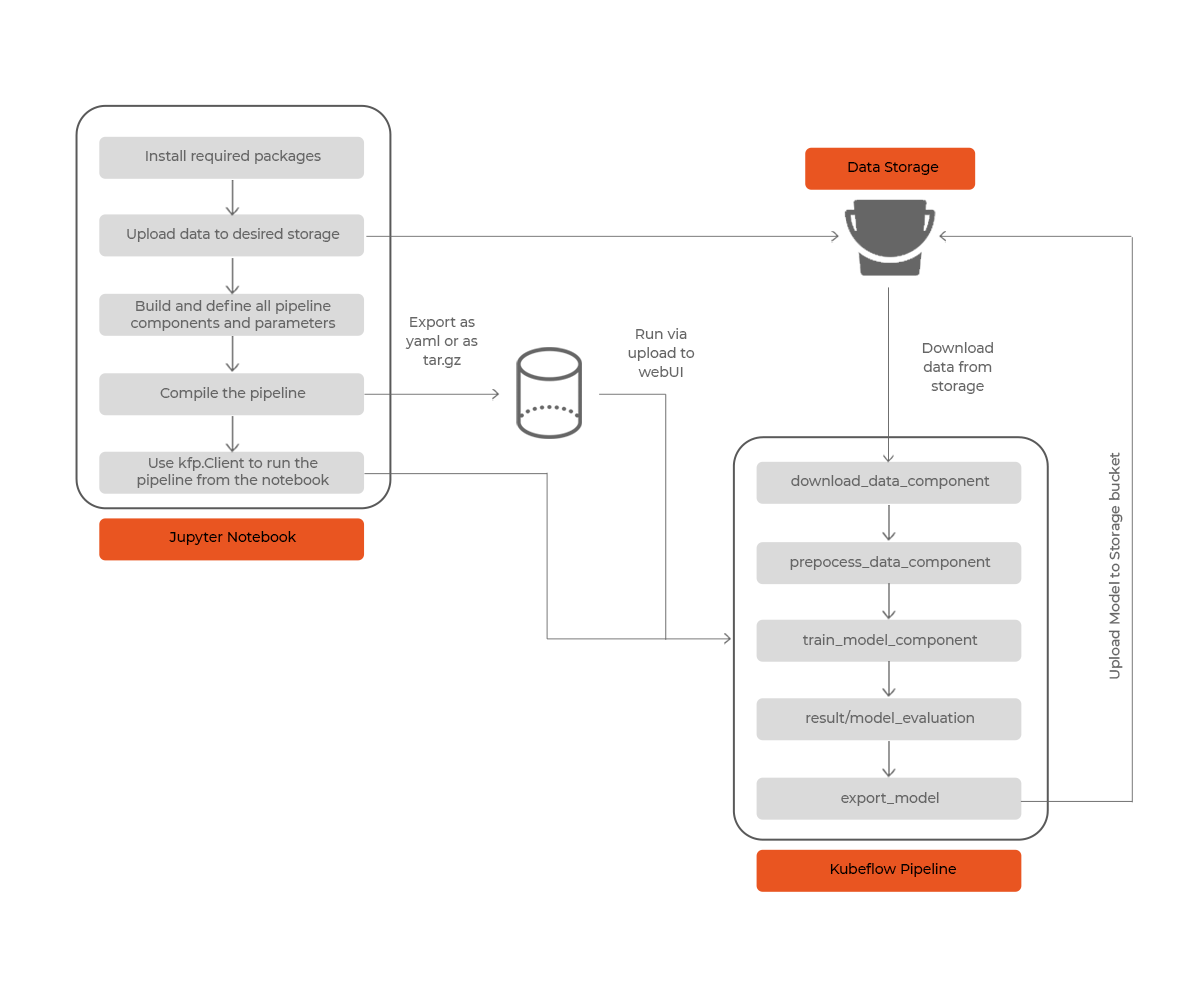 Install required packages
Upload data to desired storage
Build and define all pipeline
components and parameters
Compile the pipeline
Use kfp.Client to run the
pipeline from the notebook
Jupyter Notebook
Export as
yaml or as
tar.gz
Run via
upload to
webUI
Data Storage
Download
data from
storage
download_data_component
prepocess_data_component
train_model_component
result/model_evaluation
export_model
Kubeflow Pipeline
Upload Model to Storage bucket